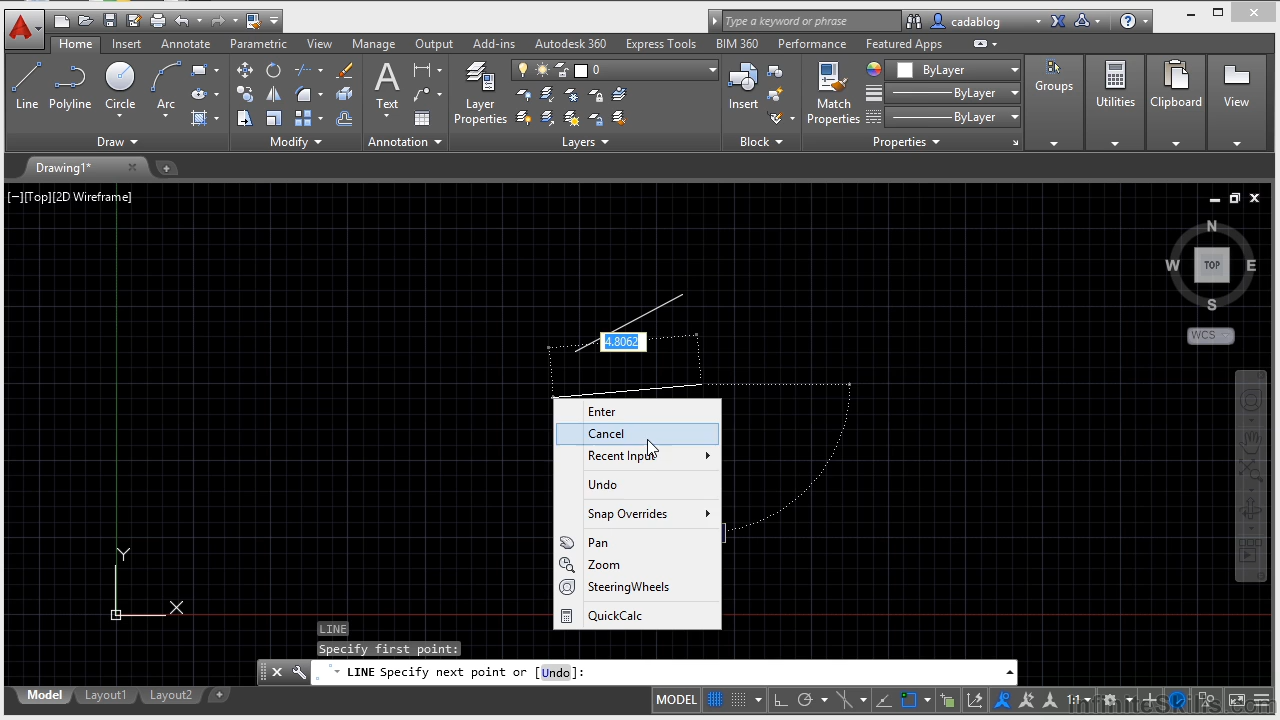 Type a keyword or phrase
cadablog
Home Insert Annotate Parametric View Manage Output Add-ins Autodesk 360 Express Tools BIM 360 Performance Featured Apps
0
ByLayer
ByLayer
ByLayer
Line Polyline Circle Arc Text Layer Properties Insert Match Properties Groups Utilities Clipboard View
Draw Modify Annotation Layers Block Properties
Drawing1*
[−][Top][2D Wireframe]
N
W TOP E
S
WCS
4.8062
Enter
Cancel
Recent Input
Undo
Snap Overrides
Pan
Zoom
SteeringWheels
QuickCalc
Y
X
LINE
Specify first point:
LINE Specify next point or [Undo]:
Model Layout1 Layout2 +
MODEL 1:1
InfiniteSkills.com